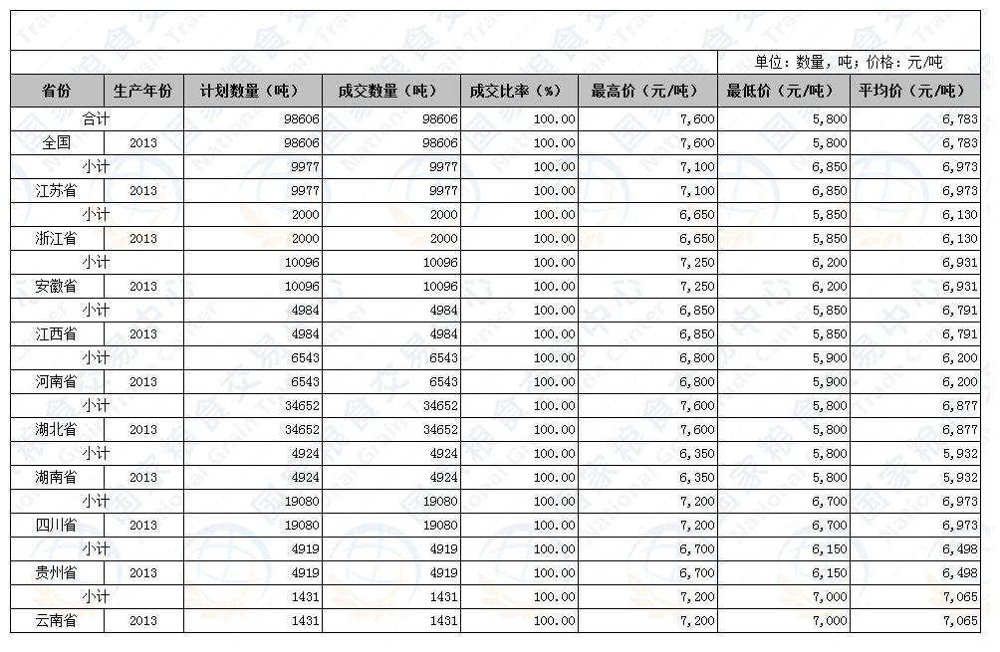 单位：数量，吨；价格：元/吨
省份 生产年份 计划数量（吨） 成交数量（吨） 成交比率（%） 最高价（元/吨） 最低价（元/吨） 平均价（元/吨）
合计 98606 98606 100.00 7,600 5,800 6,783
全国 2013 98606 98606 100.00 7,600 5,800 6,783
小计 9977 9977 100.00 7,100 6,850 6,973
江苏省 2013 9977 9977 100.00 7,100 6,850 6,973
小计 2000 2000 100.00 6,650 5,850 6,130
浙江省 2013 2000 2000 100.00 6,650 5,850 6,130
小计 10096 10096 100.00 7,250 6,200 6,931
安徽省 2013 10096 10096 100.00 7,250 6,200 6,931
小计 4984 4984 100.00 6,850 5,850 6,791
江西省 2013 4984 4984 100.00 6,850 5,850 6,791
小计 6543 6543 100.00 6,800 5,900 6,200
河南省 2013 6543 6543 100.00 6,800 5,900 6,200
小计 34652 34652 100.00 7,600 5,800 6,877
湖北省 2013 34652 34652 100.00 7,600 5,800 6,877
小计 4924 4924 100.00 6,350 5,800 5,932
湖南省 2013 4924 4924 100.00 6,350 5,800 5,932
小计 19080 19080 100.00 7,200 6,700 6,973
四川省 2013 19080 19080 100.00 7,200 6,700 6,973
小计 4919 4919 100.00 6,700 6,150 6,498
贵州省 2013 4919 4919 100.00 6,700 6,150 6,498
小计 1431 1431 100.00 7,200 7,000 7,065
云南省 2013 1431 1431 100.00 7,200 7,000 7,065
国家粮食交易中心
National Grain Trade Center